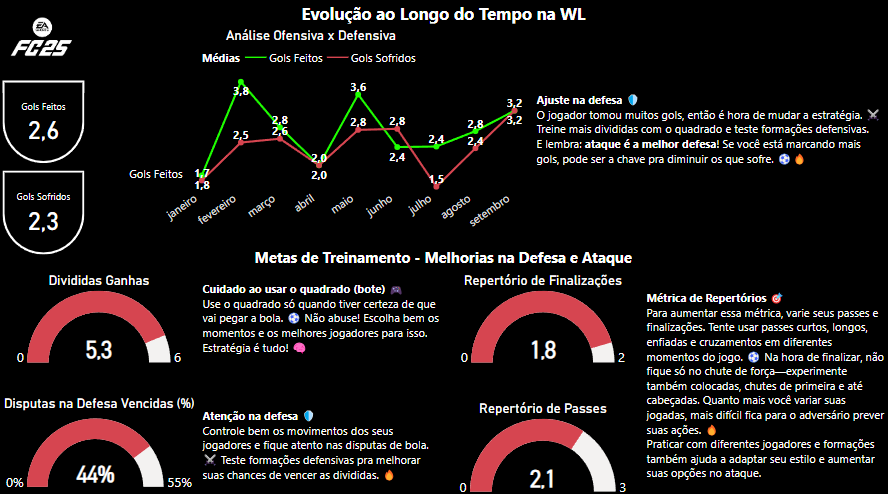 Evolução ao Longo do Tempo na WL
EA SPORTS
FC25
Análise Ofensiva x Defensiva
Médias Gols Feitos Gols Sofridos
Gols Feitos
2,6
Gols Sofridos
2,3
Gols Feitos
1,7
3,8
2,8
2,0
3,6
2,4
2,4
2,8
3,2
1,8
2,5
2,6
2,0
2,8
2,8
1,5
2,4
3,2
janeiro
fevereiro
março
abril
maio
junho
julho
agosto
setembro
Ajuste na defesa 🛡️
O jogador tomou muitos gols, então é hora de mudar a estratégia. ⚔️
Treine mais divididas com o quadrado e teste formações defensivas.
E lembra: ataque é a melhor defesa! Se você está marcando mais
gols, pode ser a chave pra diminuir os que sofre. ⚽ 🔥
Metas de Treinamento - Melhorias na Defesa e Ataque
Divididas Ganhas
5,3
0
6
Cuidado ao usar o quadrado (bote) 🎮
Use o quadrado só quando tiver certeza de que
vai pegar a bola. ⚽ Não abuse! Escolha bem os
momentos e os melhores jogadores para isso.
Estratégia é tudo! 🧠
Disputas na Defesa Vencidas (%)
44%
0%
55%
Atenção na defesa 🛡️
Controle bem os movimentos dos seus
jogadores e fique atento nas disputas de bola.
⚔️ Teste formações defensivas pra melhorar
suas chances de vencer as divididas. 🔥
Repertório de Finalizações
1.8
0
2
Repertório de Passes
2,1
0
3
Métrica de Repertórios 🎯
Para aumentar essa métrica, varie seus passes e
finalizações. Tente usar passes curtos, longos,
enfiadas e cruzamentos em diferentes
momentos do jogo. ⚽ Na hora de finalizar, não
fique só no chute de força—experimente
também colocadas, chutes de primeira e até
cabeçadas. Quanto mais você variar suas
jogadas, mais difícil fica para o adversário prever
suas ações. 🔥
Praticar com diferentes jogadores e formações
também ajuda a adaptar seu estilo e aumentar
suas opções no ataque.